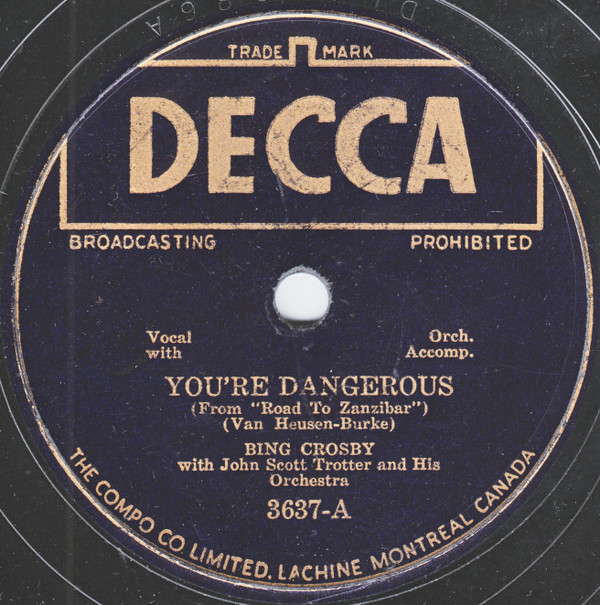 TRADE MARK
DECCA
BROADCASTING PROHIBITED
Vocal with
Orch. Accomp.
YOU'RE DANGEROUS
(From "Road To Zanzibar")
(Van Heusen-Burke)
BING CROSBY
with John Scott Trotter and His
Orchestra
3637-A
THE COMPO CO LIMITED. LACHINE MONTREAL CANADA